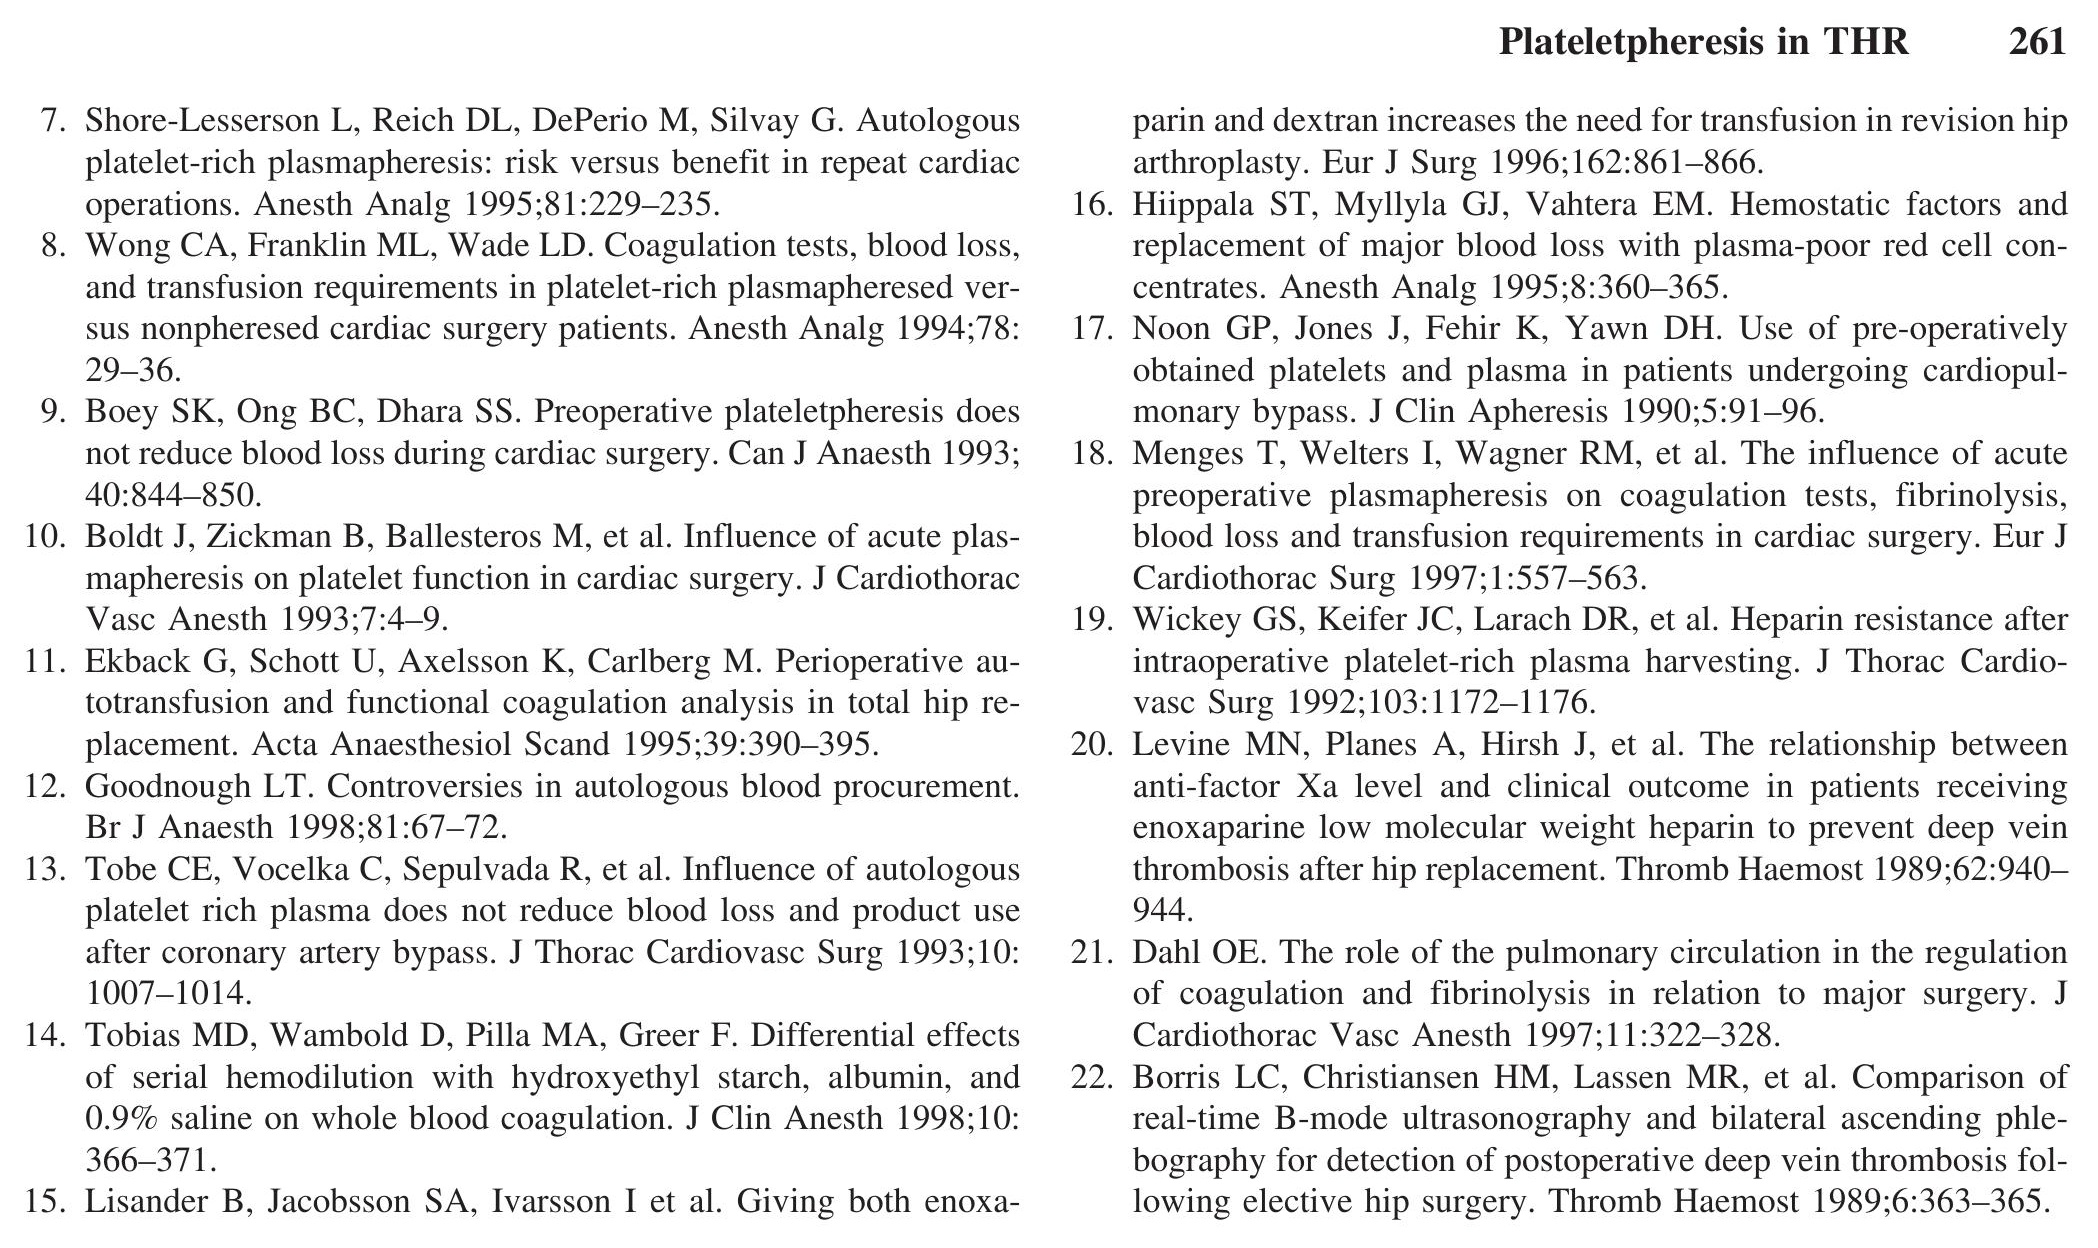 Plateletpheresis in THR 261
7. Shore-Lesserson L, Reich DL, DePerio M, Silvay G. Autologous
platelet-rich plasmapheresis: risk versus benefit in repeat cardiac
operations. Anesth Analg 1995;81:229–235.
8. Wong CA, Franklin ML, Wade LD. Coagulation tests, blood loss,
and transfusion requirements in platelet-rich plasmapheresed ver-
sus nonpheresed cardiac surgery patients. Anesth Analg 1994;78:
29–36.
9. Boey SK, Ong BC, Dhara SS. Preoperative plateletpheresis does
not reduce blood loss during cardiac surgery. Can J Anaesth 1993;
40:844–850.
10. Boldt J, Zickman B, Ballesteros M, et al. Influence of acute plas-
mapheresis on platelet function in cardiac surgery. J Cardiothorac
Vasc Anesth 1993;7:4–9.
11. Ekback G, Schott U, Axelsson K, Carlberg M. Perioperative au-
totransfusion and functional coagulation analysis in total hip re-
placement. Acta Anaesthesiol Scand 1995;39:390–395.
12. Goodnough LT. Controversies in autologous blood procurement.
Br J Anaesth 1998;81:67–72.
13. Tobe CE, Vocelka C, Sepulvada R, et al. Influence of autologous
platelet rich plasma does not reduce blood loss and product use
after coronary artery bypass. J Thorac Cardiovasc Surg 1993;10:
1007–1014.
14. Tobias MD, Wambold D, Pilla MA, Greer F. Differential effects
of serial hemodilution with hydroxyethyl starch, albumin, and
0.9% saline on whole blood coagulation. J Clin Anesth 1998;10:
366–371.
15. Lisander B, Jacobsson SA, Ivarsson I et al. Giving both enoxa-
parin and dextran increases the need for transfusion in revision hip
arthroplasty. Eur J Surg 1996;162:861–866.
16. Hiippala ST, Myllyla GJ, Vahtera EM. Hemostatic factors and
replacement of major blood loss with plasma-poor red cell con-
centrates. Anesth Analg 1995;8:360–365.
17. Noon GP, Jones J, Fehir K, Yawn DH. Use of pre-operatively
obtained platelets and plasma in patients undergoing cardiopul-
monary bypass. J Clin Apheresis 1990;5:91–96.
18. Menges T, Welters I, Wagner RM, et al. The influence of acute
preoperative plasmapheresis on coagulation tests, fibrinolysis,
blood loss and transfusion requirements in cardiac surgery. Eur J
Cardiothorac Surg 1997;1:557–563.
19. Wickey GS, Keifer JC, Larach DR, et al. Heparin resistance after
intraoperative platelet-rich plasma harvesting. J Thorac Cardio-
vasc Surg 1992;103:1172–1176.
20. Levine MN, Planes A, Hirsh J, et al. The relationship between
anti-factor Xa level and clinical outcome in patients receiving
enoxaparine low molecular weight heparin to prevent deep vein
thrombosis after hip replacement. Thromb Haemost 1989;62:940–
944.
21. Dahl OE. The role of the pulmonary circulation in the regulation
of coagulation and fibrinolysis in relation to major surgery. J
Cardiothorac Vasc Anesth 1997;11:322–328.
22. Borris LC, Christiansen HM, Lassen MR, et al. Comparison of
real-time B-mode ultrasonography and bilateral ascending phle-
bography for detection of postoperative deep vein thrombosis fol-
lowing elective hip surgery. Thromb Haemost 1989;6:363–365.